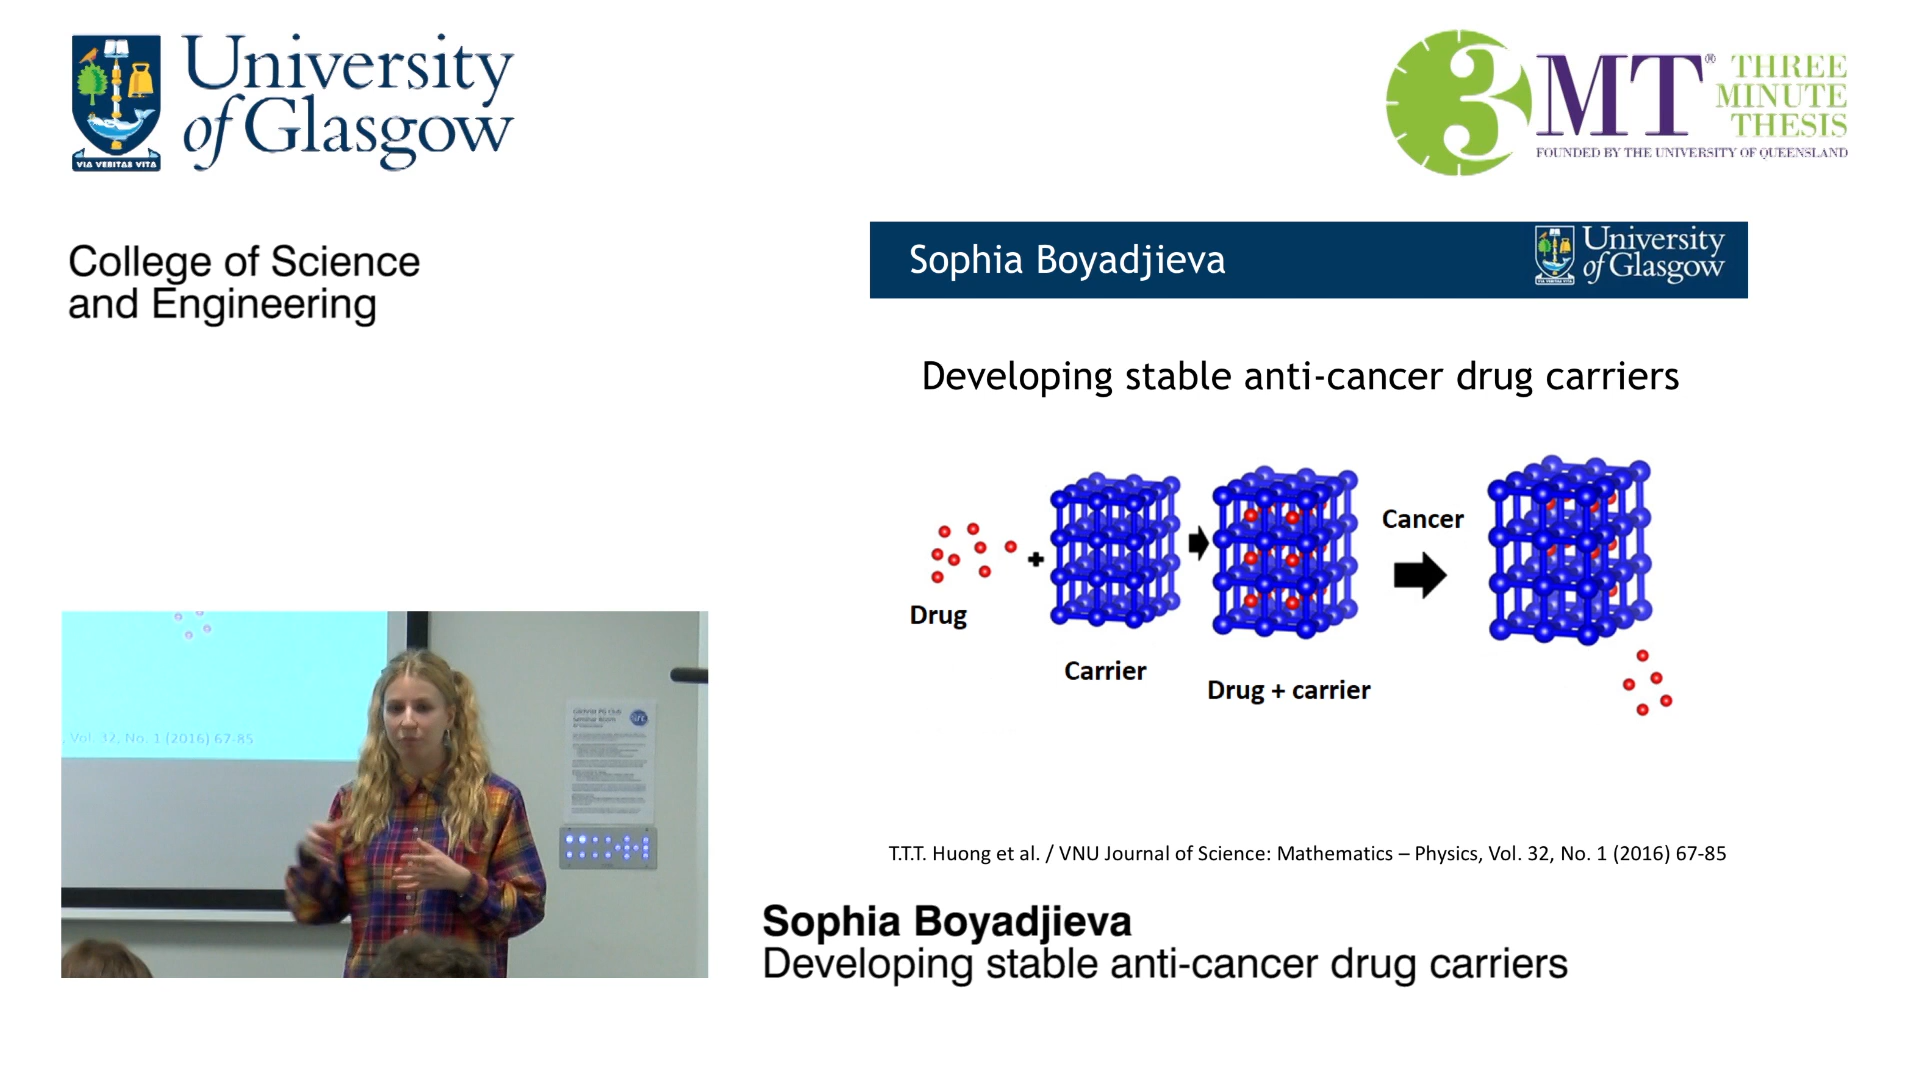 University
of Glasgow
VIA VERITAS VITA
3MT® THREE
MINUTE
THESIS
FOUNDED BY THE UNIVERSITY OF QUEENSLAND
College of Science
and Engineering
Sophia Boyadjieva
University
of Glasgow
Developing stable anti-cancer drug carriers
Drug
+
Carrier
Drug + carrier
Cancer
T.T.T. Huong et al. / VNU Journal of Science: Mathematics – Physics, Vol. 32, No. 1 (2016) 67-85
, Vol. 32, No. 1 (2016) 67-85
Sophia Boyadjieva
Developing stable anti-cancer drug carriers